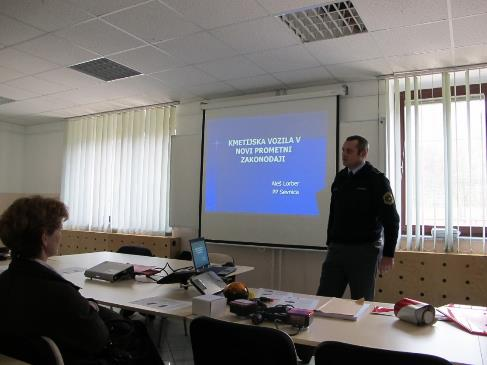 KMETIJSKA VOZILA V
NOVI PROMETNI
ZAKONODAJI
Aleš Lorber
PP Sevnica